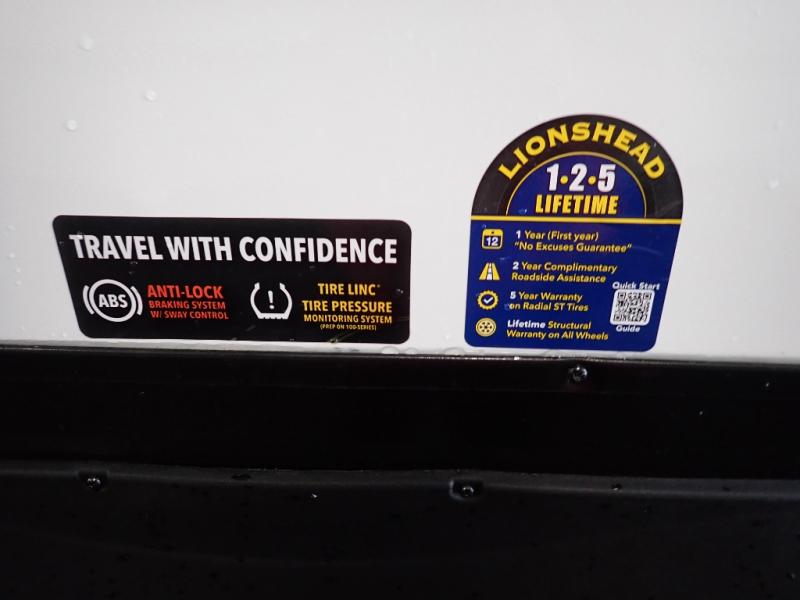 TRAVEL WITH CONFIDENCE
ABS
ANTI-LOCK
BRAKING SYSTEM
W/ SWAY CONTROL
TIRE LINC
TIRE PRESSURE
MONITORING SYSTEM
(PREP ON 100-SERIES)
LIONSHEAD
1•2•5
LIFETIME
12
1 Year (First year)
"No Excuses Guarantee"
2 Year Complimentary
Roadside Assistance
5 Year Warranty
on Radial ST Tires
Lifetime Structural
Warranty on All Wheels
Quick Start
Guide